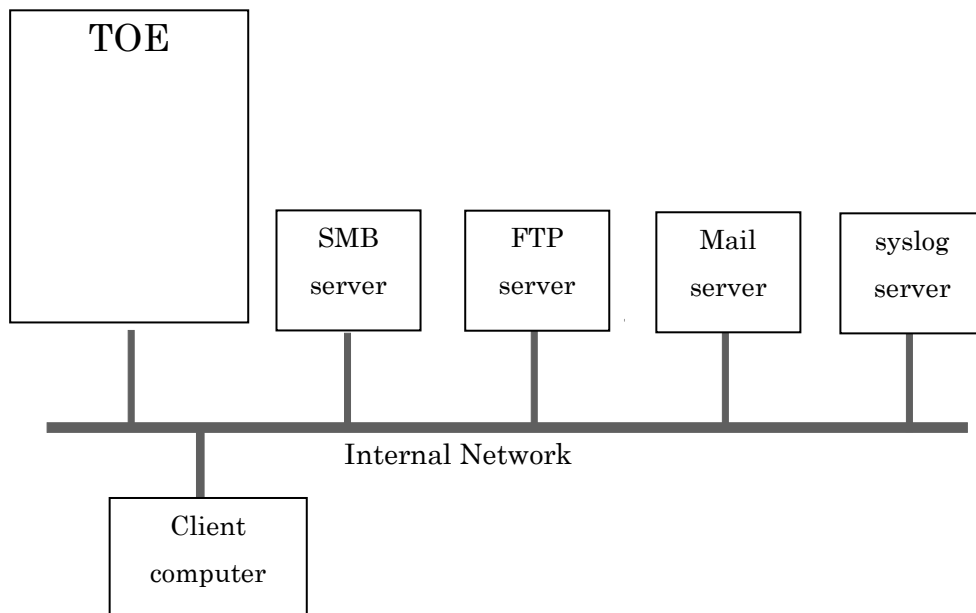 TOE
SMB
server
FTP
server
Mail
server
syslog
server
Internal Network
Client
computer